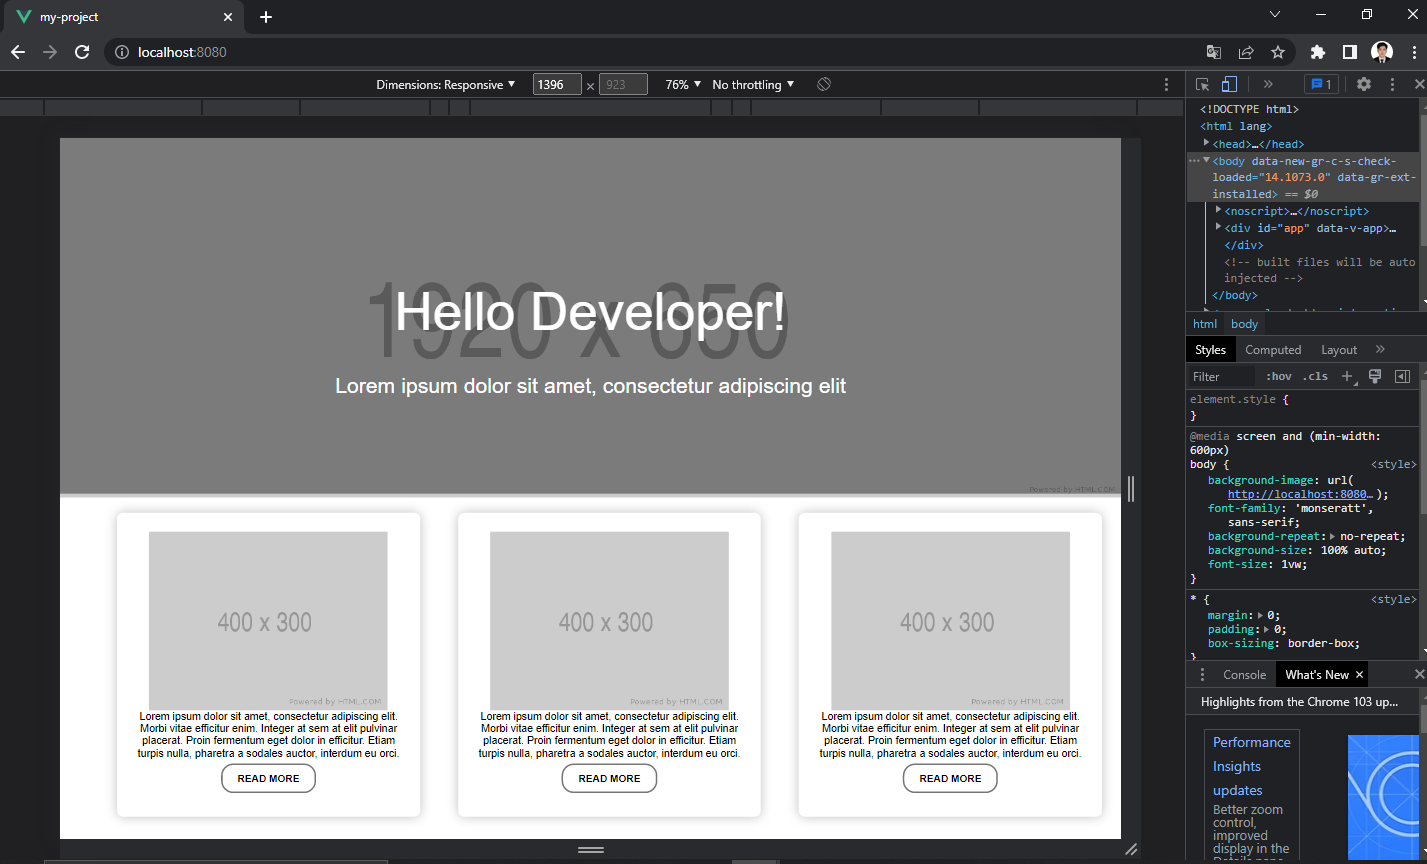 my-project
localhost:8080
Dimensions: Responsive ▼ 1396 × 923 76% ▼ No throttling ▼
1
<!DOCTYPE html>
<html lang>
<head>…</head>
<body data-new-gr-c-s-check-
loaded="14.1073.0" data-gr-ext-
installed> == $0
<noscript>…</noscript>
<div id="app" data-v-app>…
</div>
<!-- built files will be auto
injected -->
</body>
html body
Styles Computed Layout »
Filter :hov .cls +
element.style {
}
@media screen and (min-width:
600px)
body { <style>
background-image: url(
http://localhost:8080… );
font-family: 'monseratt',
sans-serif;
background-repeat: no-repeat;
background-size: 100% auto;
font-size: 1vw;
}
* { <style>
margin: 0;
padding: 0;
box-sizing: border-box;
}
Console What's New ×
Highlights from the Chrome 103 up...
Performance
Insights
updates
Better zoom
control,
improved
display in the
1920 x 650
Hello Developer!
Lorem ipsum dolor sit amet, consectetur adipiscing elit
Powered by HTML.COM
400 x 300
Powered by HTML.COM
Lorem ipsum dolor sit amet, consectetur adipiscing elit.
Morbi vitae efficitur enim. Integer at sem at elit pulvinar
placerat. Proin fermentum eget dolor in efficitur. Etiam
turpis nulla, pharetra a sodales auctor, interdum eu orci.
READ MORE
400 x 300
Powered by HTML.COM
Lorem ipsum dolor sit amet, consectetur adipiscing elit.
Morbi vitae efficitur enim. Integer at sem at elit pulvinar
placerat. Proin fermentum eget dolor in efficitur. Etiam
turpis nulla, pharetra a sodales auctor, interdum eu orci.
READ MORE
400 x 300
Powered by HTML.COM
Lorem ipsum dolor sit amet, consectetur adipiscing elit.
Morbi vitae efficitur enim. Integer at sem at elit pulvinar
placerat. Proin fermentum eget dolor in efficitur. Etiam
turpis nulla, pharetra a sodales auctor, interdum eu orci.
READ MORE